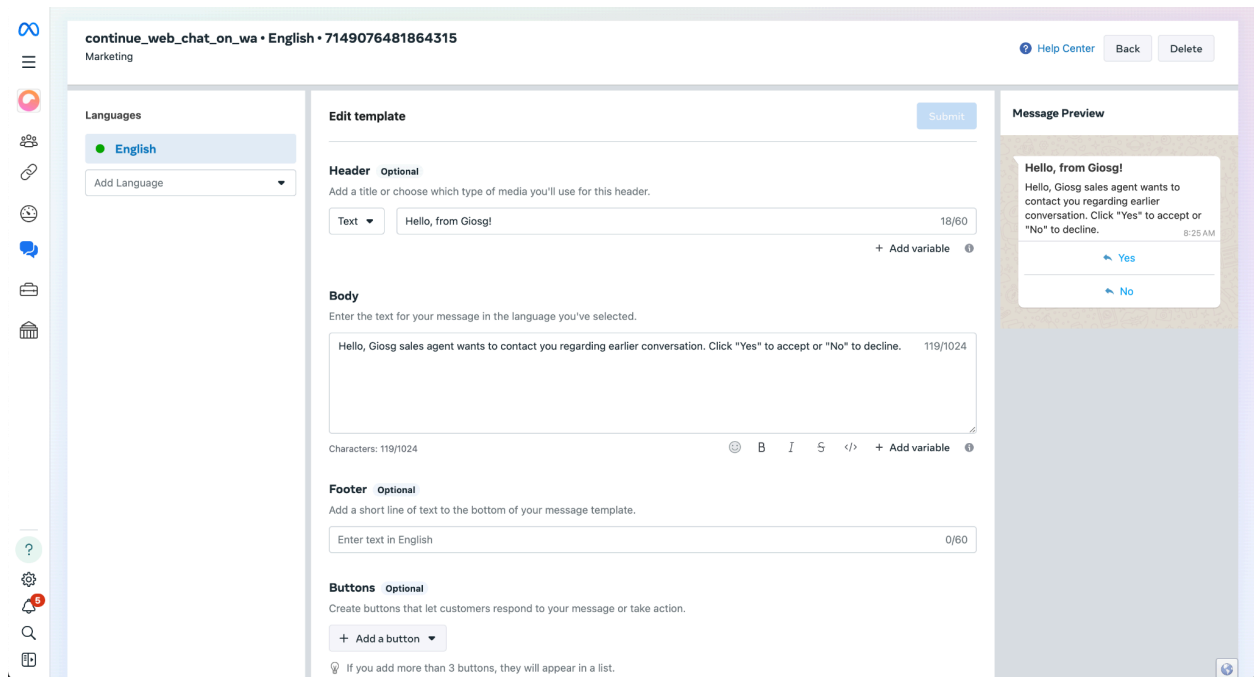 continue_web_chat_on_wa • English • 7149076481864315
Marketing
Help Center
Back
Delete
Languages
English
Add Language
Edit template
Submit
Header Optional
Add a title or choose which type of media you'll use for this header.
Text
Hello, from Giosg!
18/60
+ Add variable
Body
Enter the text for your message in the language you've selected.
Hello, Giosg sales agent wants to contact you regarding earlier conversation. Click "Yes" to accept or "No" to decline.
119/1024
Characters: 119/1024
B I S </> + Add variable
Footer Optional
Add a short line of text to the bottom of your message template.
Enter text in English
0/60
Buttons Optional
Create buttons that let customers respond to your message or take action.
+ Add a button
If you add more than 3 buttons, they will appear in a list.
Message Preview
Hello, from Giosg!
Hello, Giosg sales agent wants to
contact you regarding earlier
conversation. Click "Yes" to accept or
"No" to decline.
8:25 AM
Yes
No
5